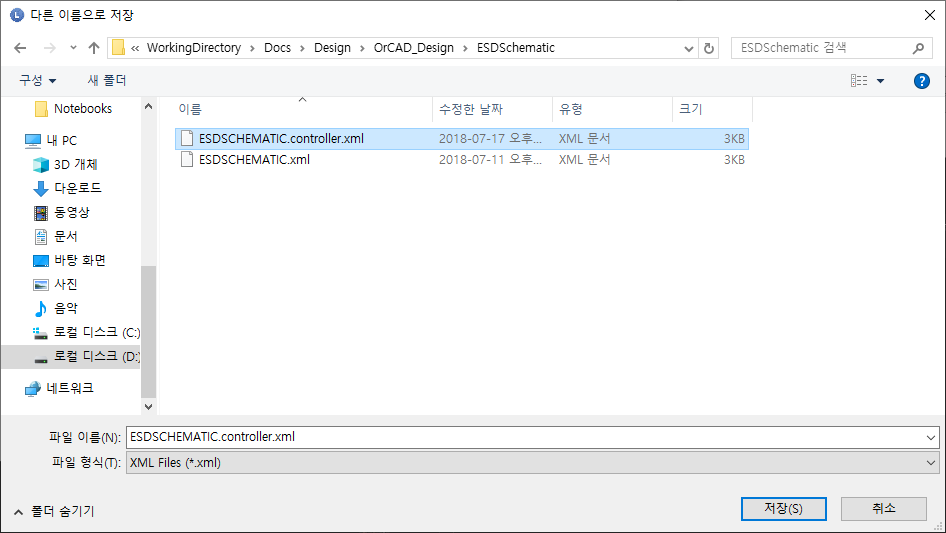 다른 이름으로 저장
« WorkingDirectory > Docs > Design > OrCAD_Design > ESDSchematic
ESDSchematic 검색
구성 새 폴더
이름 수정한 날짜 유형 크기
Notebooks
내 PC
3D 개체
다운로드
동영상
문서
바탕 화면
사진
음악
로컬 디스크 (C:)
로컬 디스크 (D:)
네트워크
ESDSCHEMATIC.controller.xml 2018-07-17 오후... XML 문서 3KB
ESDSCHEMATIC.xml 2018-07-11 오후... XML 문서 3KB
파일 이름(N): ESDSCHEMATIC.controller.xml
파일 형식(T): XML Files (*.xml)
폴더 숨기기
저장(S) 취소